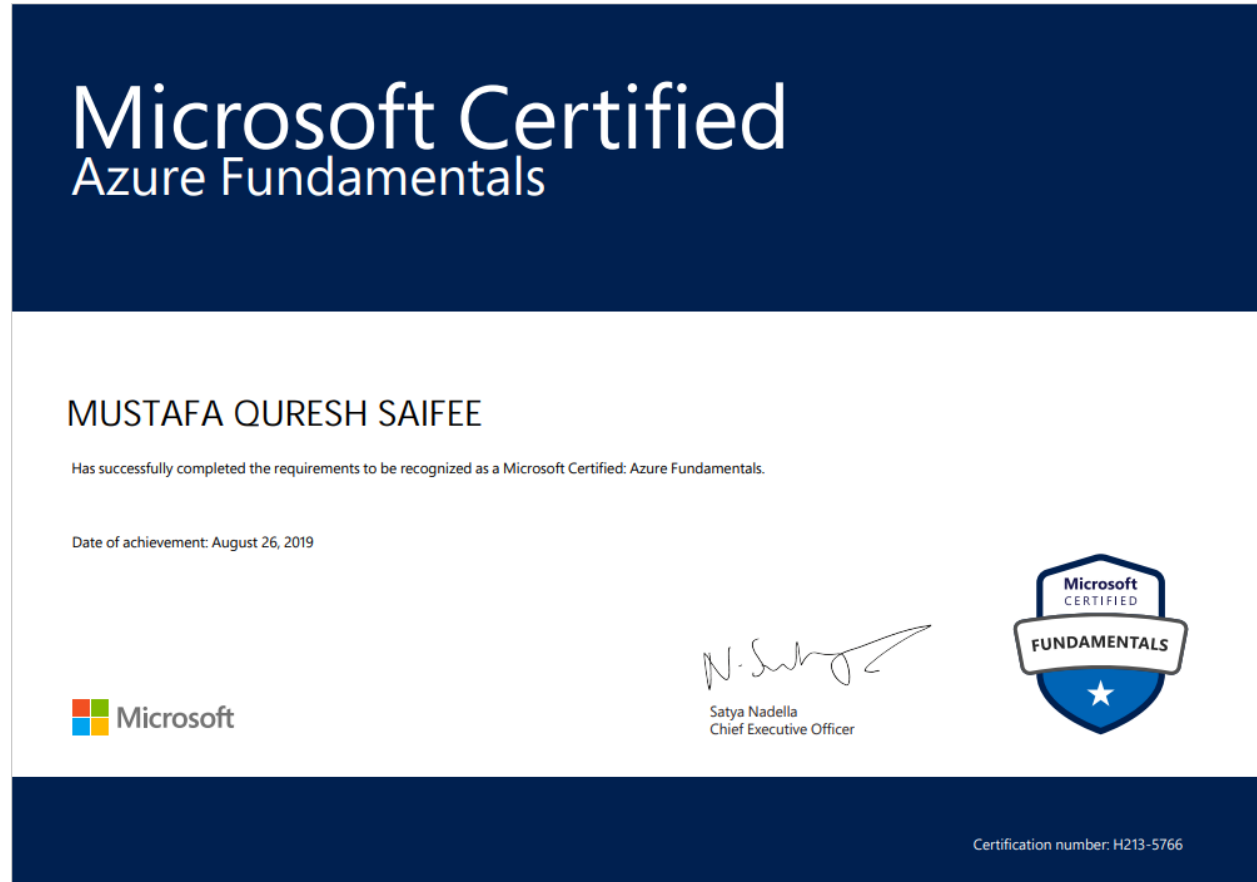 Microsoft Certified
Azure Fundamentals
MUSTAFA QURESH SAIFEE
Has successfully completed the requirements to be recognized as a Microsoft Certified: Azure Fundamentals.
Date of achievement: August 26, 2019
Microsoft
CERTIFIED
FUNDAMENTALS
Microsoft
Satya Nadella
Chief Executive Officer
Certification number: H213-5766